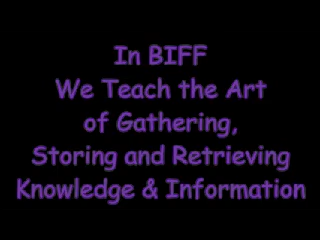 In BIFF
We Teach the Art
of Gathering,
Storing and Retrieving
Knowledge & Information